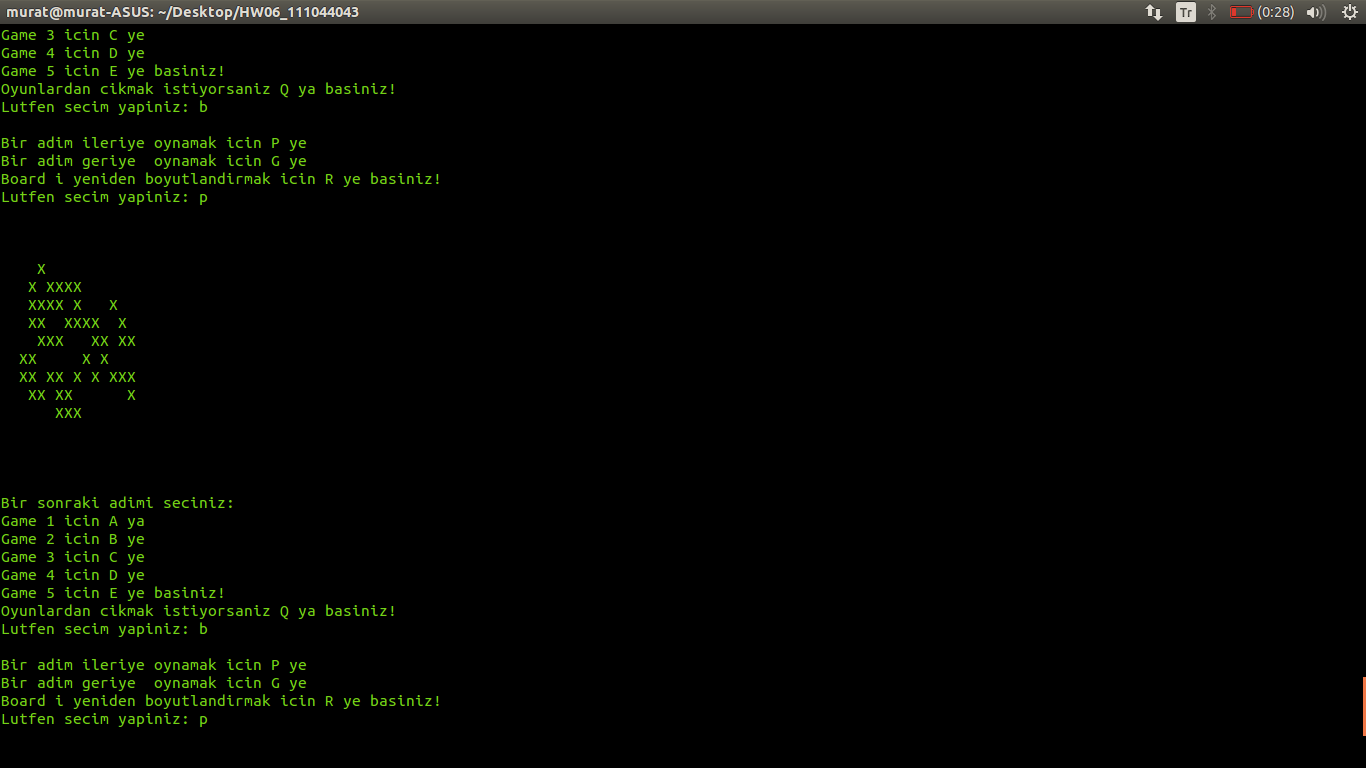 murat@murat-ASUS: ~/Desktop/HW06_111044043 Tr (0:28)
Game 3 icin C ye
Game 4 icin D ye
Game 5 icin E ye basiniz!
Oyunlardan cikmak istiyorsaniz Q ya basiniz!
Lutfen secim yapiniz: b

Bir adim ileriye oynamak icin P ye
Bir adim geriye  oynamak icin G ye
Board i yeniden boyutlandirmak icin R ye basiniz!
Lutfen secim yapiniz: p

    X
   X XXXX
   XXXX X   X
   XX  XXXX  X
    XXX   XX XX
  XX     X X
  XX XX X X XXX
   XX XX      X
      XXX

Bir sonraki adimi seciniz:
Game 1 icin A ya
Game 2 icin B ye
Game 3 icin C ye
Game 4 icin D ye
Game 5 icin E ye basiniz!
Oyunlardan cikmak istiyorsaniz Q ya basiniz!
Lutfen secim yapiniz: b

Bir adim ileriye oynamak icin P ye
Bir adim geriye  oynamak icin G ye
Board i yeniden boyutlandirmak icin R ye basiniz!
Lutfen secim yapiniz: p